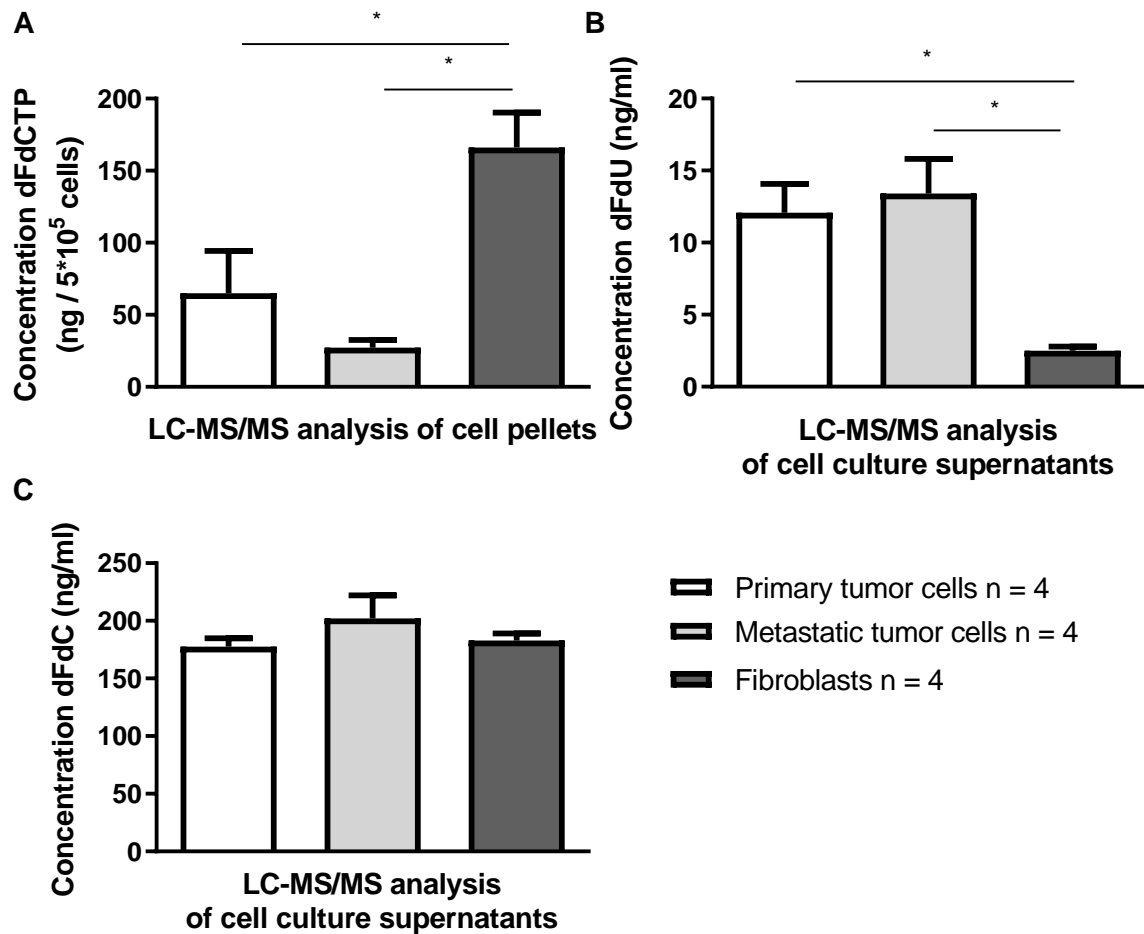 A
*
*
Concentration dFdCTP
(ng / 5*10⁵ cells)
200
150
100
50
0
LC-MS/MS analysis of cell pellets
B
*
*
Concentration dFdU (ng/ml)
20
15
10
5
0
LC-MS/MS analysis
of cell culture supernatants
C
Concentration dFdC (ng/ml)
250
200
150
100
50
0
LC-MS/MS analysis
of cell culture supernatants
Primary tumor cells n = 4
Metastatic tumor cells n = 4
Fibroblasts n = 4